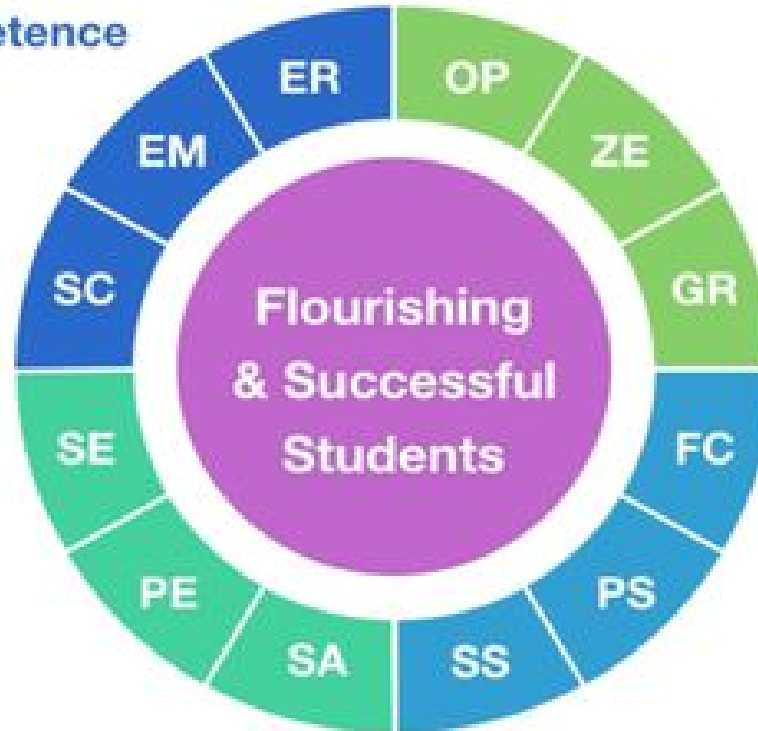 etence
ER
OP
EM
ZE
SC
GR
Flourishing
& Successful
Students
SE
FC
PE
PS
SA
SS